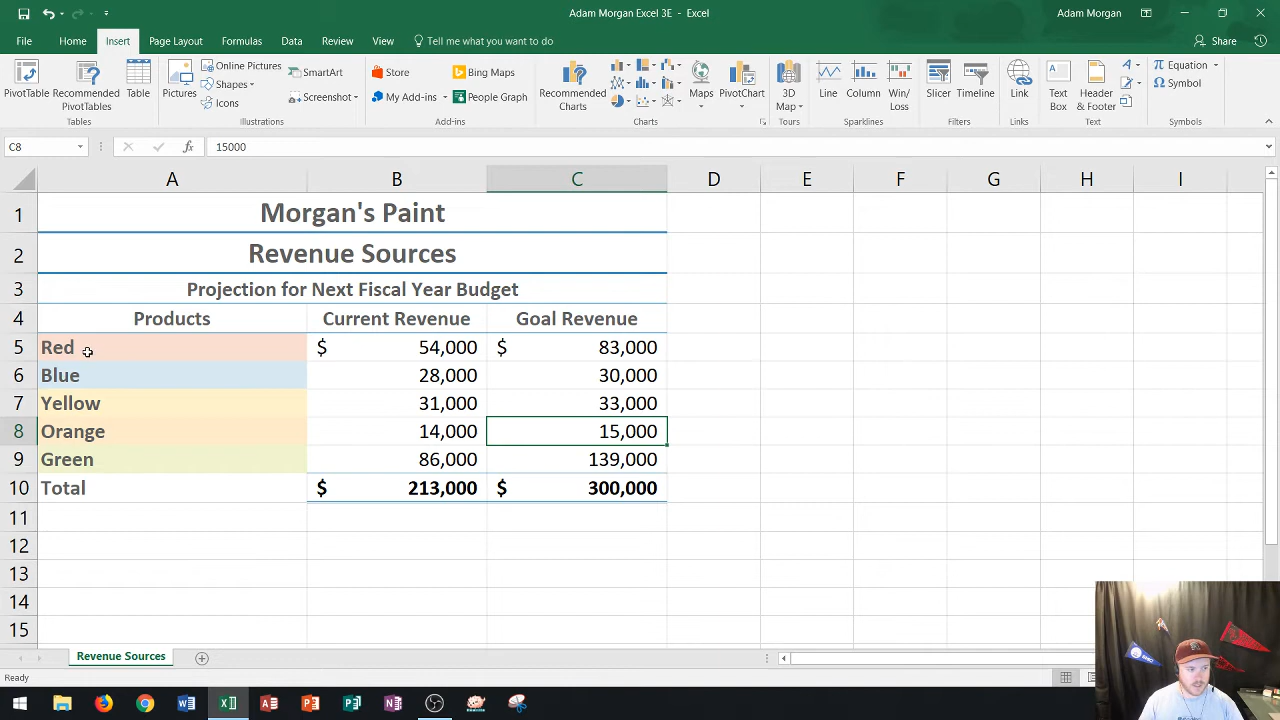 Adam Morgan Excel 3E - Excel
Adam Morgan
File Home Insert Page Layout Formulas Data Review View Tell me what you want to do Share
PivotTable Recommended PivotTables Table
Tables
Pictures Online Pictures Shapes Icons SmartArt Screenshot
Illustrations
Store My Add-ins Bing Maps People Graph
Add-ins
Recommended Charts Maps PivotChart
Charts
3D Map
Tours
Line Column Win/Loss
Sparklines
Slicer Timeline
Filters
Link
Links
Text Box Header & Footer
Text
Equation Symbol
Symbols
C8 fx 15000
A B C D E F G H I
1 Morgan's Paint
2 Revenue Sources
3 Projection for Next Fiscal Year Budget
4 Products Current Revenue Goal Revenue
5 Red $ 54,000 $ 83,000
6 Blue 28,000 30,000
7 Yellow 31,000 33,000
8 Orange 14,000 15,000
9 Green 86,000 139,000
10 Total $ 213,000 $ 300,000
11
12
13
14
15
Revenue Sources
Ready